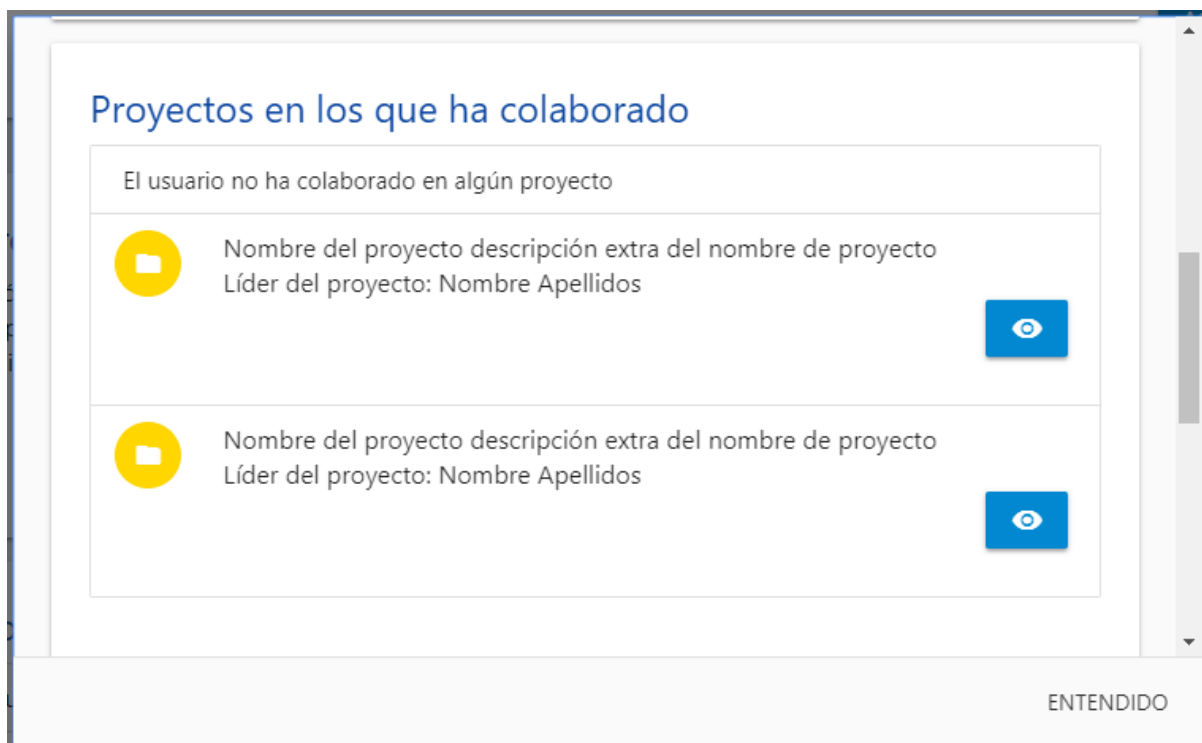 Proyectos en los que ha colaborado
El usuario no ha colaborado en algún proyecto
Nombre del proyecto descripción extra del nombre de proyecto
Líder del proyecto: Nombre Apellidos
Nombre del proyecto descripción extra del nombre de proyecto
Líder del proyecto: Nombre Apellidos
ENTENDIDO